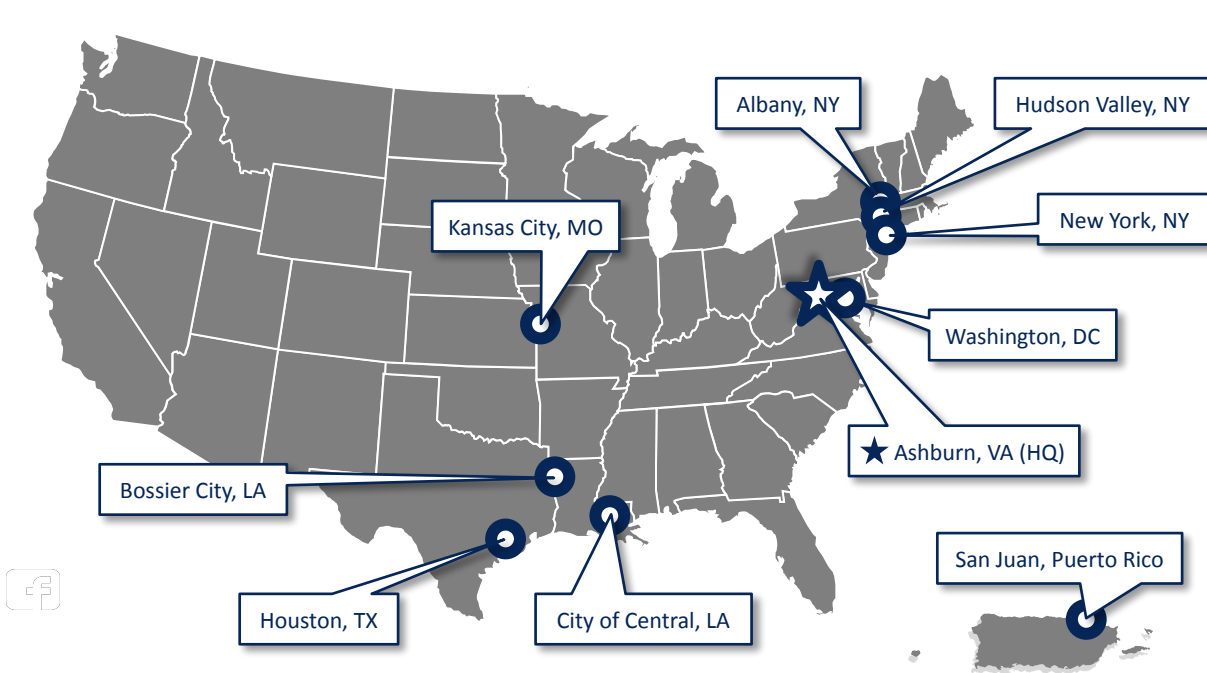 Albany, NY
Hudson Valley, NY
Kansas City, MO
New York, NY
Washington, DC
Ashburn, VA (HQ)
Bossier City, LA
San Juan, Puerto Rico
Houston, TX
City of Central, LA